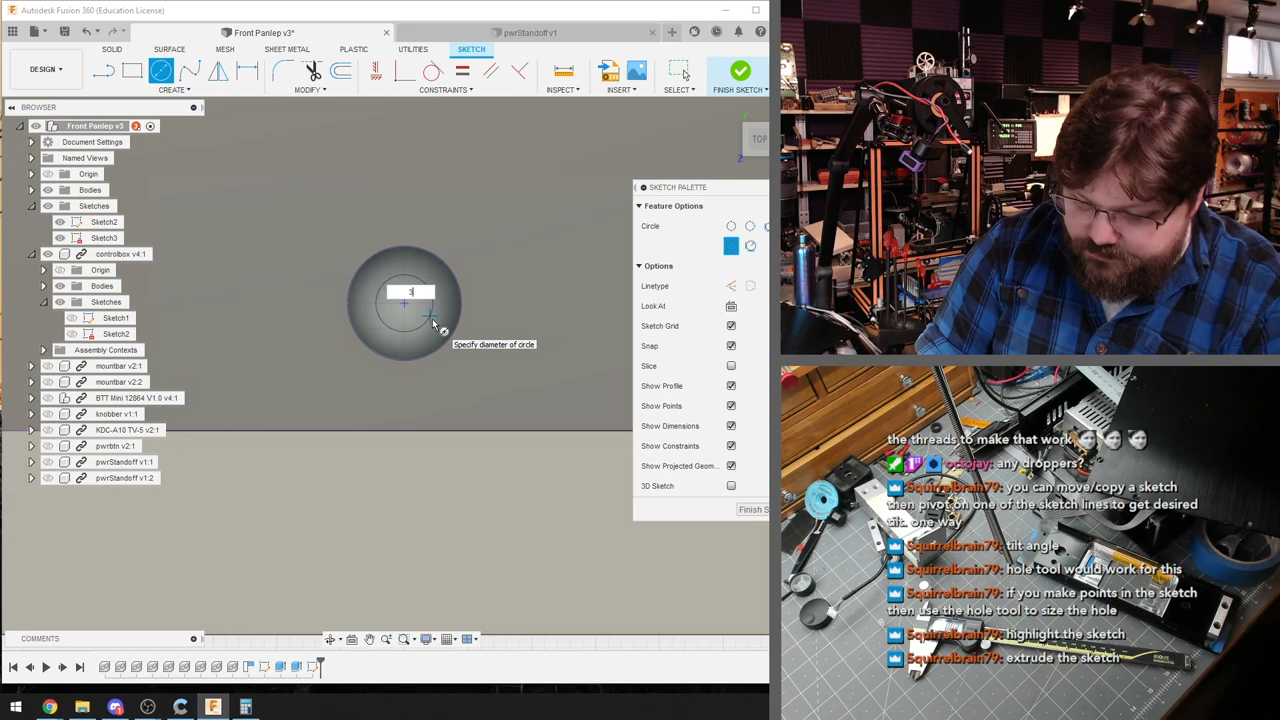 Autodesk Fusion 360 (Education License)
Front Panlep v3*
pwrStandoff v1
DESIGN
SOLID
SURFACE
MESH
SHEET METAL
PLASTIC
UTILITIES
SKETCH
CREATE
MODIFY
CONSTRAINTS
INSPECT
INSERT
SELECT
FINISH SKETCH
BROWSER
Front Panlep v3
Document Settings
Named Views
Origin
Bodies
Sketches
Sketch2
Sketch3
controlbox v4:1
Origin
Bodies
Sketches
Sketch1
Sketch2
Assembly Contexts
mountbar v2:1
mountbar v2:2
BTT Mini 12864 V1.0 v4:1
knobber v1:1
KDC-A10 TV-5 v2:1
pwrbtn v2:1
pwrStandoff v1:1
pwrStandoff v1:2
3
Specify diameter of circle
TOP
Z
SKETCH PALETTE
Feature Options
Circle
Options
Linetype
Look At
Sketch Grid
Snap
Slice
Show Profile
Show Points
Show Dimensions
Show Constraints
Show Projected Geom...
3D Sketch
Finish S
COMMENTS
the threads to make that work
octojay: any droppers?
Squirrelbrain79: you can move/copy a sketch
then pivot on one of the sketch lines to get desired
tilt. one way
Squirrelbrain79: tilt angle
Squirrelbrain79: hole tool would work for this
Squirrelbrain79: if you make points in the sketch
then use the hole tool to size the hole
Squirrelbrain79: highlight the sketch
Squirrelbrain79: extrude the sketch